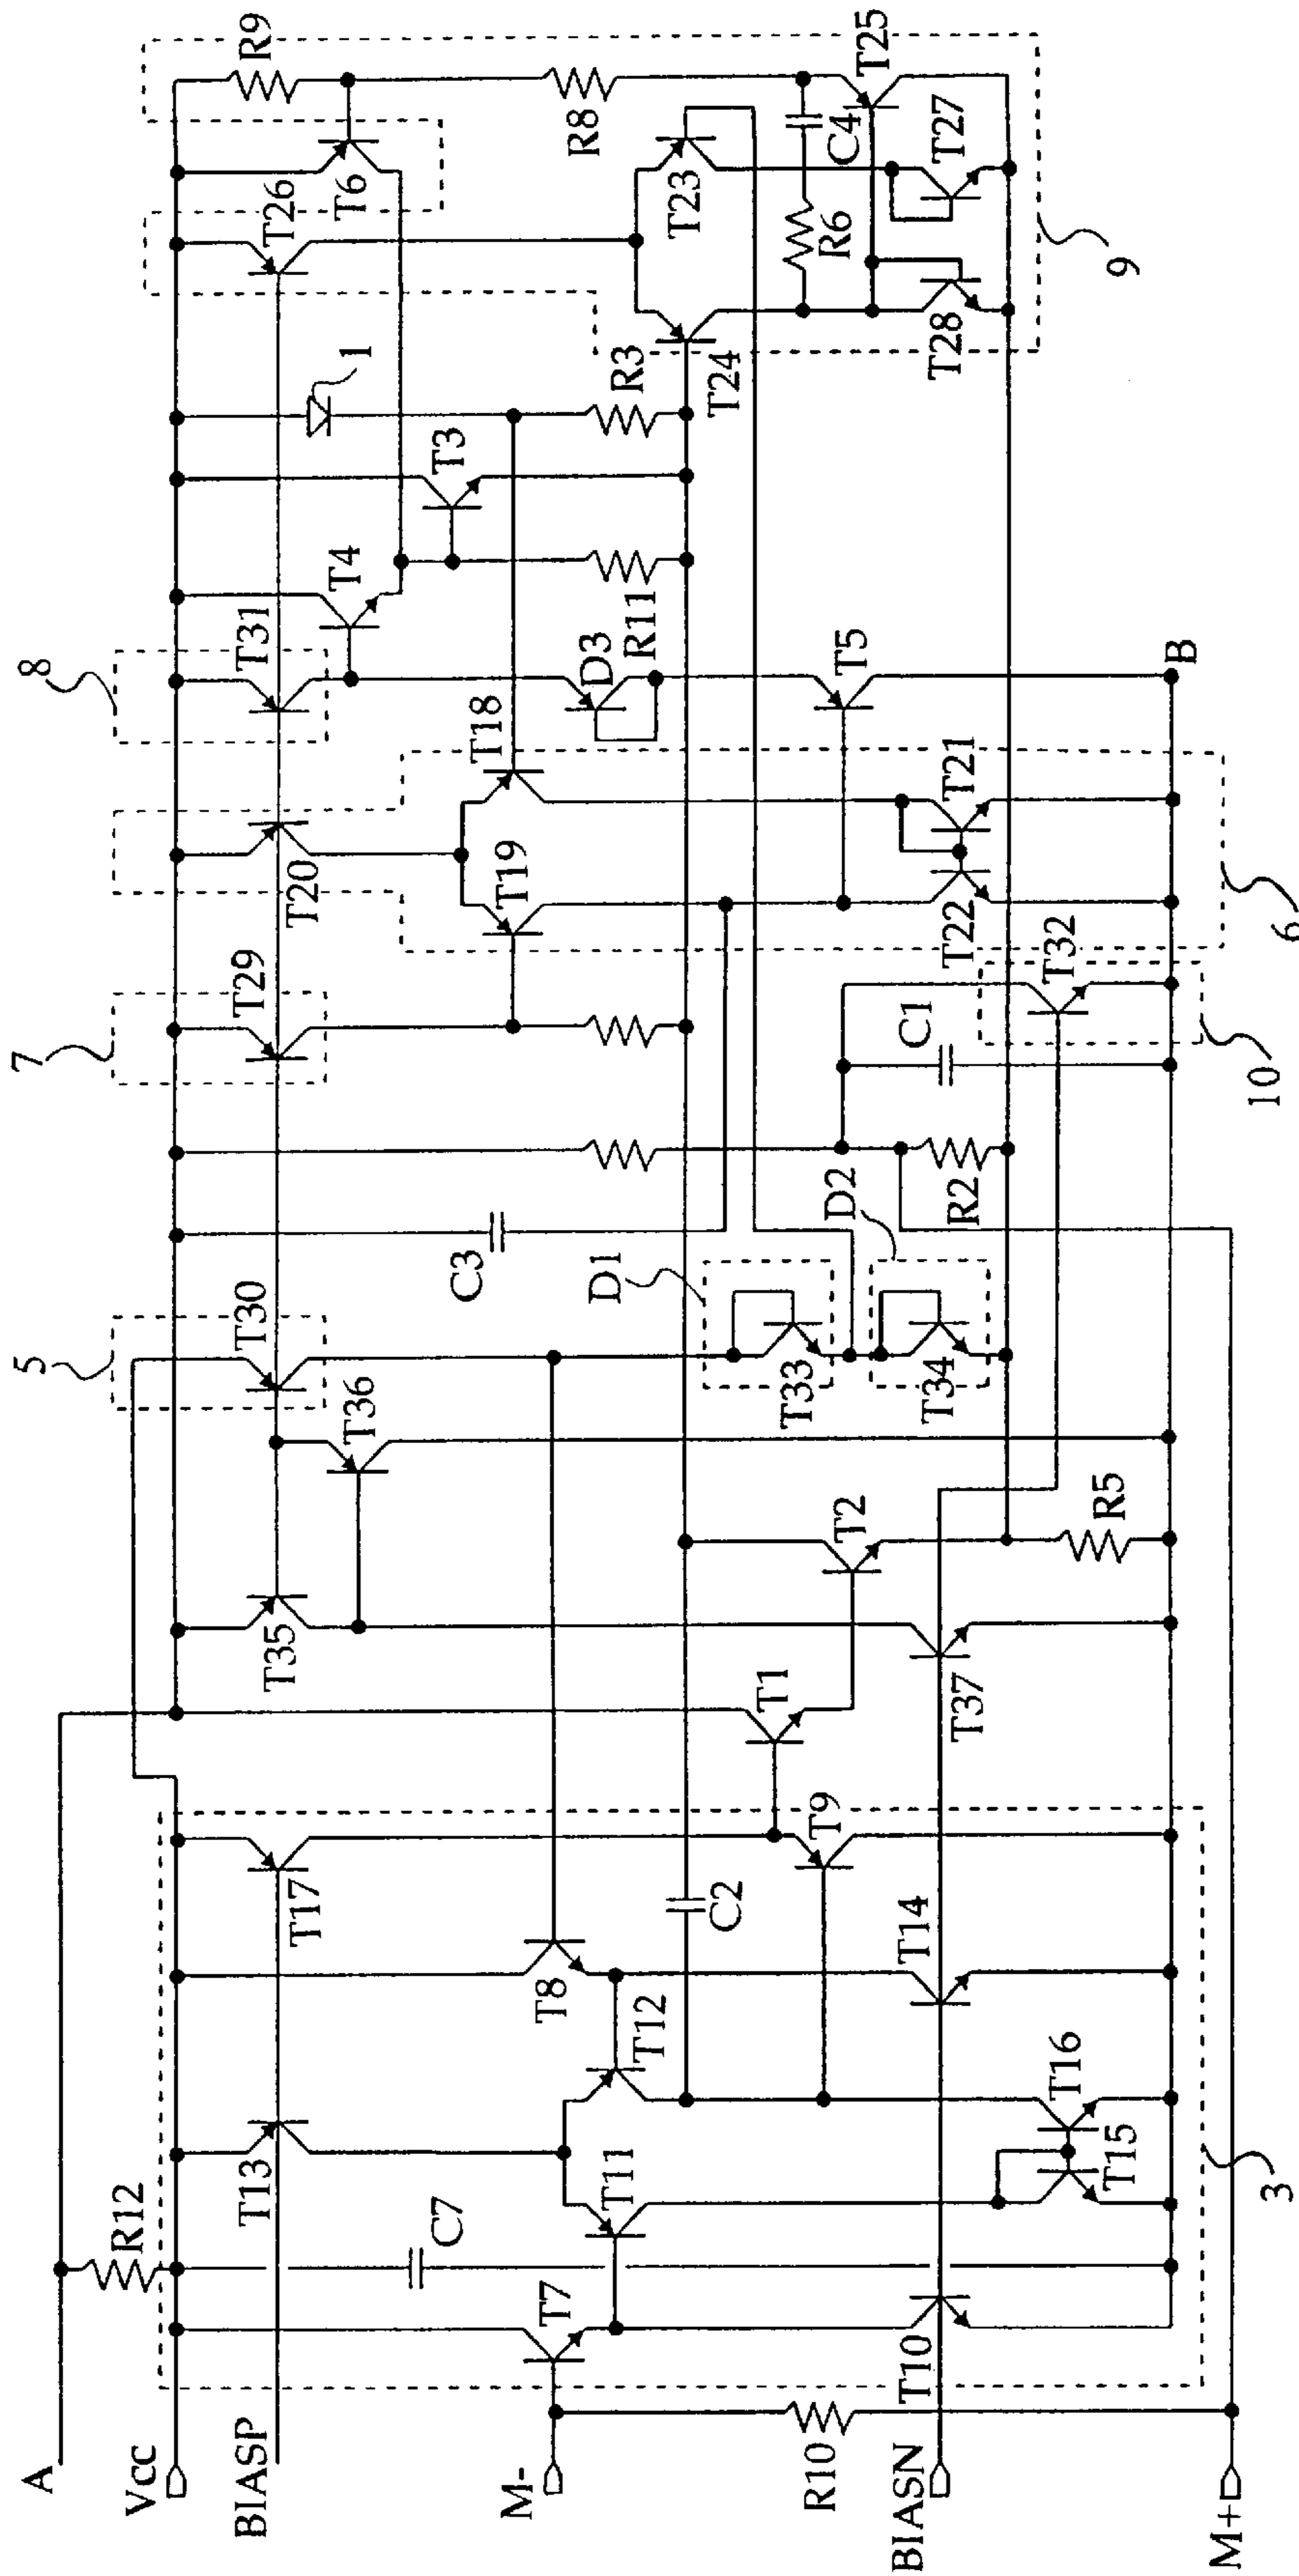 A
Vcc
BIASP
M-
R10
BIASN
M+
R12
C7
T13
T17
T7
T11
T12
T8
T10
T15
T16
T14
T9
C2
3
T1
T35
T36
T2
T37
R5
5
T30
C3
D1
T33
D2
T34
R2
7
T29
C1
T32
10
T20
T19
T18
T22
T21
6
8
T31
D3
R11
T5
B
T4
T3
1
R3
T26
T6
R9
R8
T24
T23
R6
C4
T25
T28
T27
9